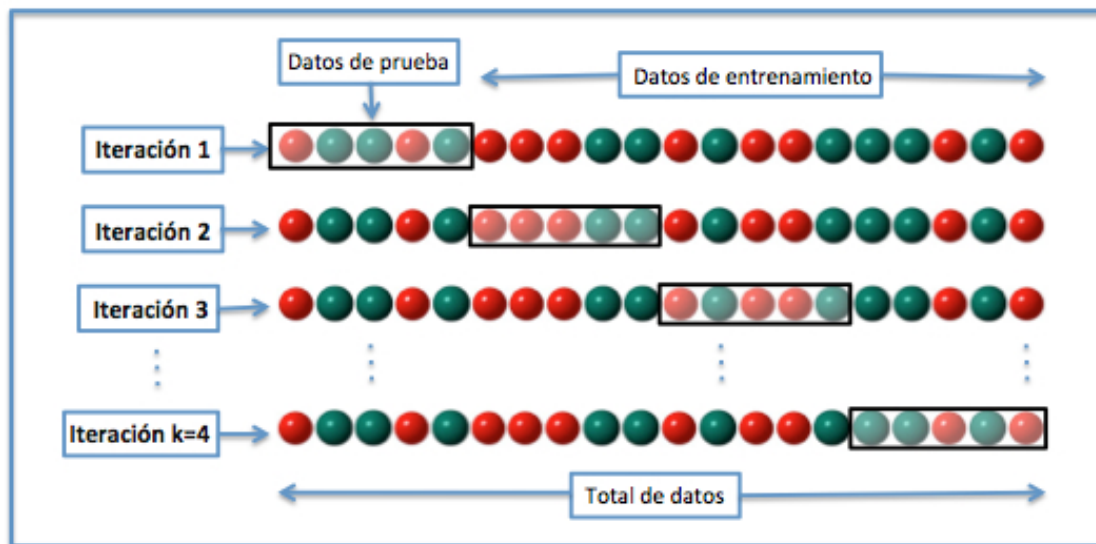 Datos de prueba
Datos de entrenamiento
Iteración 1
Iteración 2
Iteración 3
Iteración k=4
Total de datos